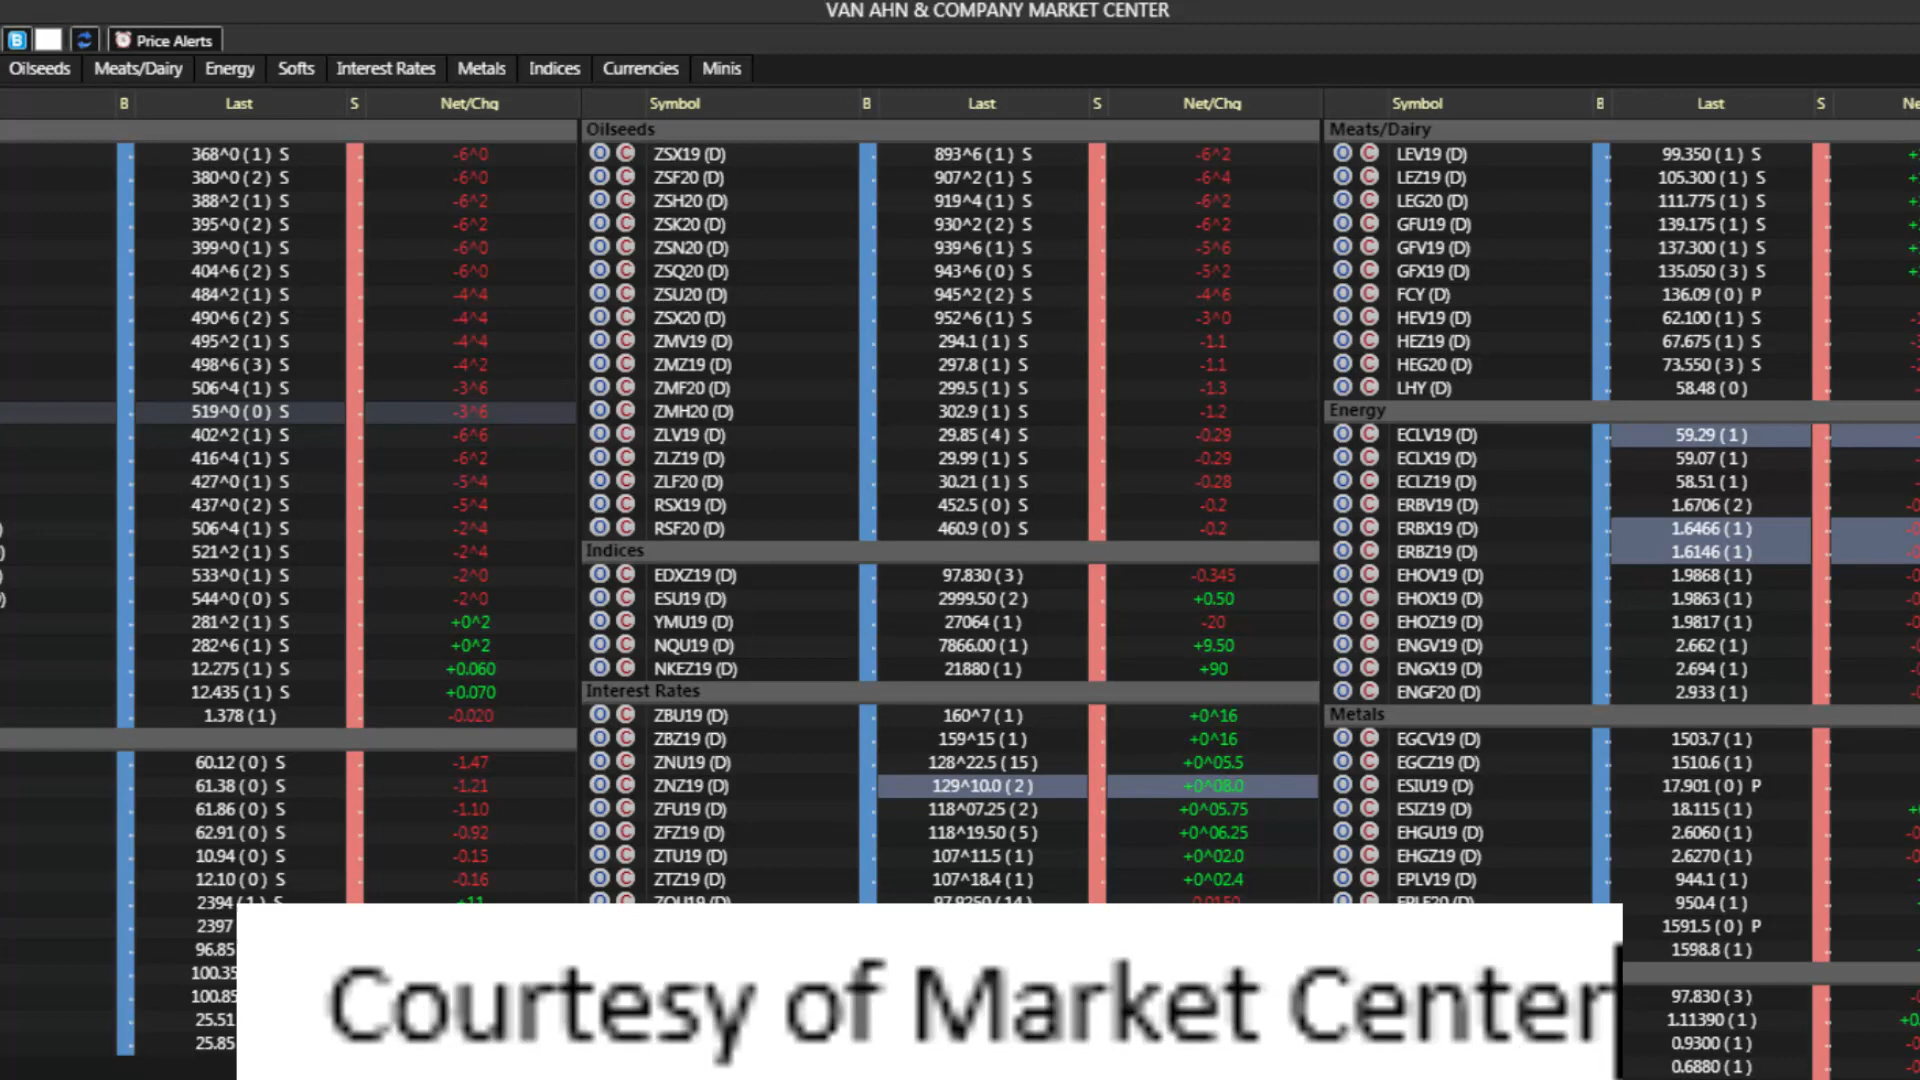 VAN AHN & COMPANY MARKET CENTER
B Price Alerts
Oilseeds Meats/Dairy Energy Softs Interest Rates Metals Indices Currencies Minis
B Last S Net/Chg Symbol B Last S Net/Chg Symbol B Last S
Oilseeds Meats/Dairy
368^0 (1) S -6^0 O C ZSX19 (D) 893^6 (1) S -6^2 O C LEV19 (D) 99.350 (1) S
380^0 (2) S -6^0 O C ZSF20 (D) 907^2 (1) S -6^4 O C LEZ19 (D) 105.300 (1) S
388^2 (1) S -6^2 O C ZSH20 (D) 919^4 (1) S -6^2 O C LEG20 (D) 111.775 (1) S
395^0 (2) S -6^2 O C ZSK20 (D) 930^2 (2) S -6^2 O C GFU19 (D) 139.175 (1) S
399^0 (1) S -6^0 O C ZSN20 (D) 939^6 (1) S -5^6 O C GFV19 (D) 137.300 (1) S
404^6 (2) S -6^0 O C ZSQ20 (D) 943^6 (0) S -5^2 O C GFX19 (D) 135.050 (3) S
484^2 (1) S -4^4 O C ZSU20 (D) 945^2 (2) S -4^6 O C FCY (D) 136.09 (0) P
490^6 (2) S -4^4 O C ZSX20 (D) 952^6 (1) S -3^0 O C HEV19 (D) 62.100 (1) S
495^2 (1) S -4^4 O C ZMV19 (D) 294.1 (1) S -1.1 O C HEZ19 (D) 67.675 (1) S
498^6 (3) S -4^2 O C ZMZ19 (D) 297.8 (1) S -1.1 O C HEG20 (D) 73.550 (3) S
506^4 (1) S -3^6 O C ZMF20 (D) 299.5 (1) S -1.3 O C LHY (D) 58.48 (0)
519^0 (0) S -3^6 O C ZMH20 (D) 302.9 (1) S -1.2 Energy
402^2 (1) S -6^6 O C ZLV19 (D) 29.85 (4) S -0.29 O C ECLV19 (D) 59.29 (1)
416^4 (1) S -6^2 O C ZLZ19 (D) 29.99 (1) S -0.29 O C ECLX19 (D) 59.07 (1)
427^0 (1) S -5^4 O C ZLF20 (D) 30.21 (1) S -0.28 O C ECLZ19 (D) 58.51 (1)
437^0 (2) S -5^4 O C RSX19 (D) 452.5 (0) S -0.2 O C ERBV19 (D) 1.6706 (2)
506^4 (1) S -2^4 O C RSF20 (D) 460.9 (0) S -0.2 O C ERBX19 (D) 1.6466 (1)
521^2 (1) S -2^4 Indices O C ERBZ19 (D) 1.6146 (1)
533^0 (1) S -2^0 O C EDXZ19 (D) 97.830 (3) -0.345 O C EHOV19 (D) 1.9868 (1)
544^0 (0) S -2^0 O C ESU19 (D) 2999.50 (2) +0.50 O C EHOX19 (D) 1.9863 (1)
281^2 (1) S +0^2 O C YMU19 (D) 27064 (1) -20 O C EHOZ19 (D) 1.9817 (1)
282^6 (1) S +0^2 O C NQU19 (D) 7866.00 (1) +9.50 O C ENGV19 (D) 2.662 (1)
12.275 (1) S +0.060 O C NKEZ19 (D) 21880 (1) +90 O C ENGX19 (D) 2.694 (1)
12.435 (1) S +0.070 Interest Rates O C ENGF20 (D) 2.933 (1)
1.378 (1) -0.020 O C ZBU19 (D) 160^7 (1) +0^16 Metals
O C ZBZ19 (D) 159^15 (1) +0^16 O C EGCV19 (D) 1503.7 (1)
60.12 (0) S -1.47 O C ZNU19 (D) 128^22.5 (15) +0^05.5 O C EGCZ19 (D) 1510.6 (1)
61.38 (0) S -1.21 O C ZNZ19 (D) 129^10.0 (2) +0^08.0 O C ESIU19 (D) 17.901 (0) P
61.86 (0) S -1.10 O C ZFU19 (D) 118^07.25 (2) +0^05.75 O C ESIZ19 (D) 18.115 (1)
62.91 (0) S -0.92 O C ZFZ19 (D) 118^19.50 (5) +0^06.25 O C EHGU19 (D) 2.6060 (1)
10.94 (0) S -0.15 O C ZTU19 (D) 107^11.5 (1) +0^02.0 O C EHGZ19 (D) 2.6270 (1)
12.10 (0) S -0.16 O C ZTZ19 (D) 107^18.4 (1) +0^02.4 O C EPLV19 (D) 944.1 (1)
2394 950.4 (1)
2397 1591.5 (0) P
96.85 1598.8 (1)
100.35
100.85 97.830 (3)
25.51 1.11390 (1)
25.85 0.9300 (1)
0.6880 (1)
Courtesy of Market Center